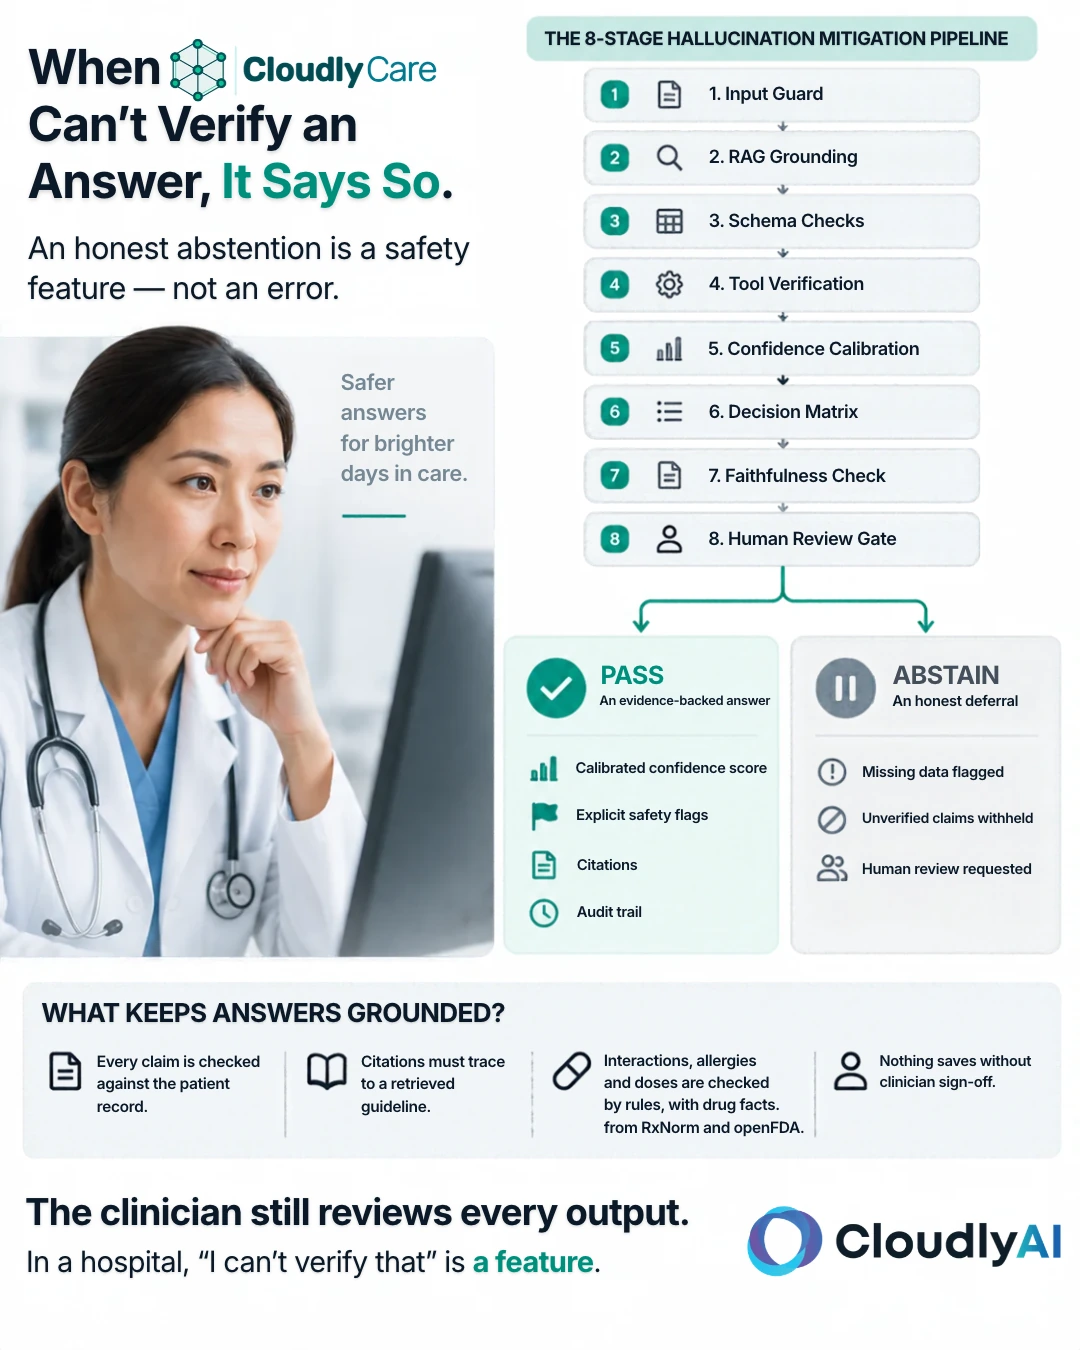 When CloudlyCare
Can't Verify an
Answer, It Says So.
An honest abstention is a safety
feature — not an error.
Safer
answers
for brighter
days in care.
THE 8-STAGE HALLUCINATION MITIGATION PIPELINE
1 1. Input Guard
2 2. RAG Grounding
3 3. Schema Checks
4 4. Tool Verification
5 5. Confidence Calibration
6 6. Decision Matrix
7 7. Faithfulness Check
8 8. Human Review Gate
PASS
An evidence-backed answer
Calibrated confidence score
Explicit safety flags
Citations
Audit trail
ABSTAIN
An honest deferral
Missing data flagged
Unverified claims withheld
Human review requested
WHAT KEEPS ANSWERS GROUNDED?
Every claim is checked
against the patient
record.
Citations must trace
to a retrieved
guideline.
Interactions, allergies
and doses are checked
by rules, with drug facts.
from RxNorm and openFDA.
Nothing saves without
clinician sign-off.
The clinician still reviews every output.
In a hospital, “I can't verify that” is a feature.
CloudlyAI